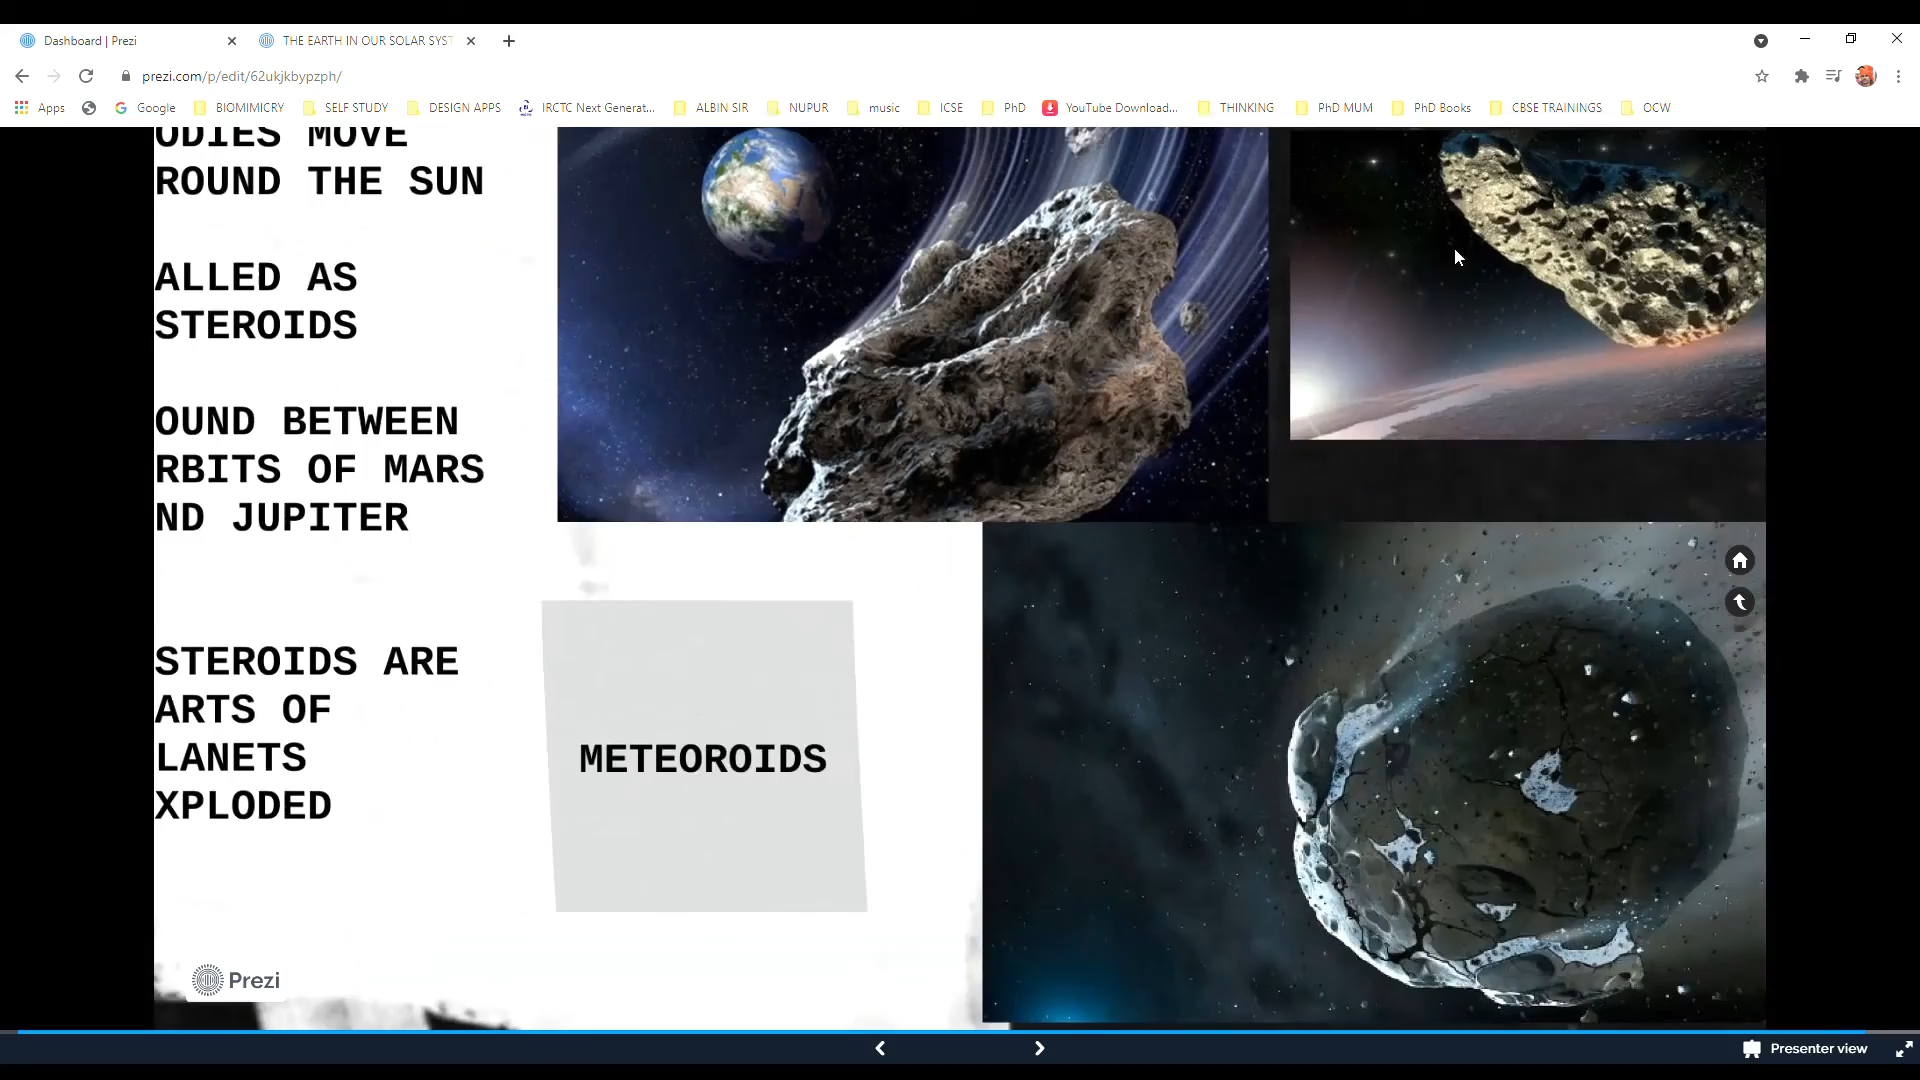 Dashboard | Prezi
THE EARTH IN OUR SOLAR SYST
prezi.com/p/edit/62ukjkbypzph/
Apps
Google
BIOMIMICRY
SELF STUDY
DESIGN APPS
IRCTC Next Generat...
ALBIN SIR
NUPUR
music
ICSE
PhD
YouTube Download...
THINKING
PhD MUM
PhD Books
CBSE TRAININGS
OCW
ODIES MOVE
ROUND THE SUN
ALLED AS
STEROIDS
OUND BETWEEN
RBITS OF MARS
ND JUPITER
STEROIDS ARE
ARTS OF
LANETS
XPLODED
METEOROIDS
Prezi
Presenter view